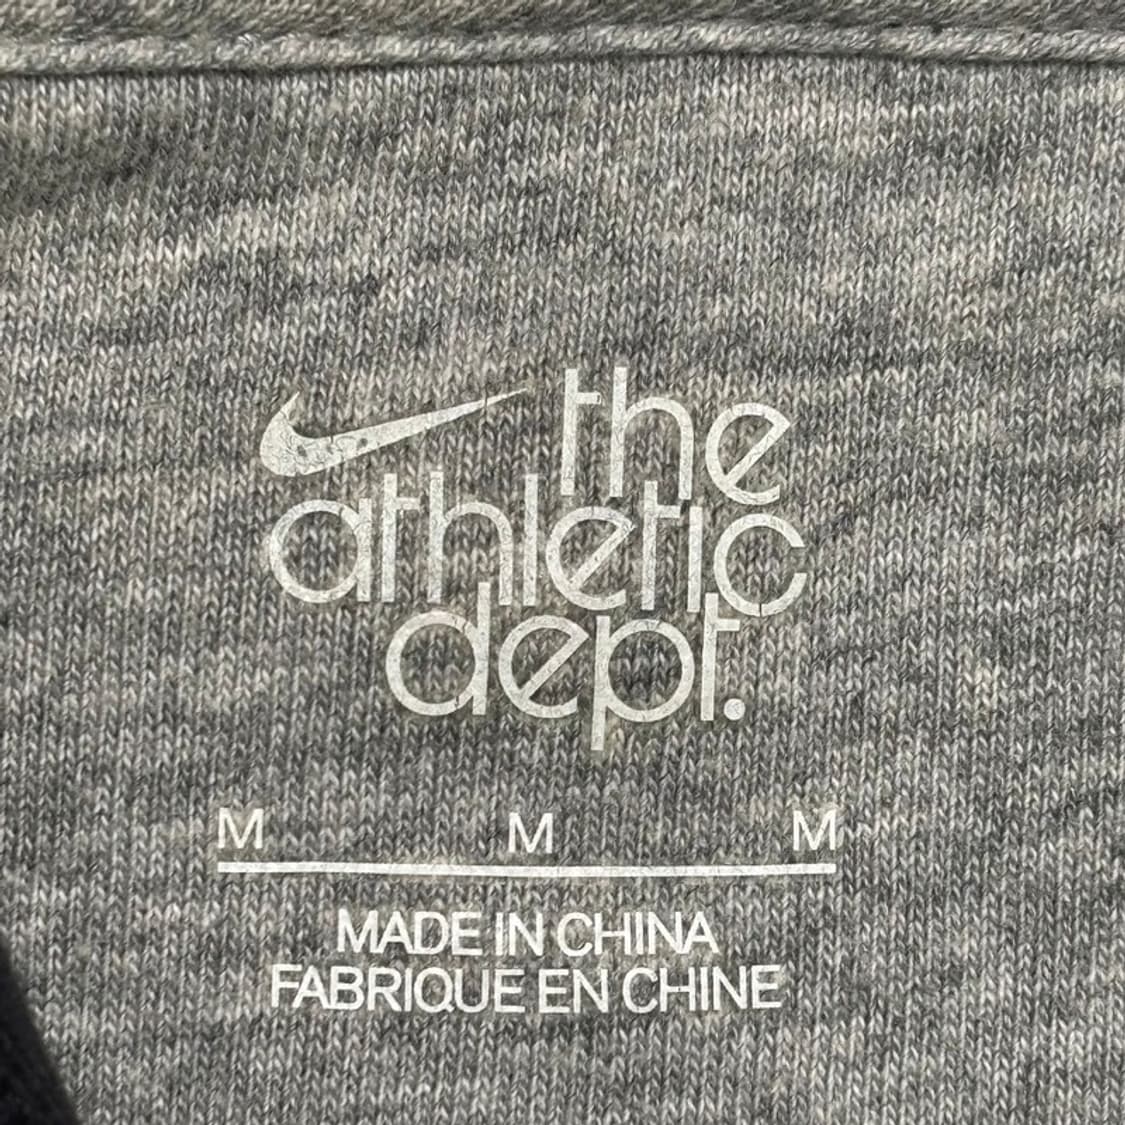 the
athletic
dept.
M M M
MADE IN CHINA
FABRIQUE EN CHINE